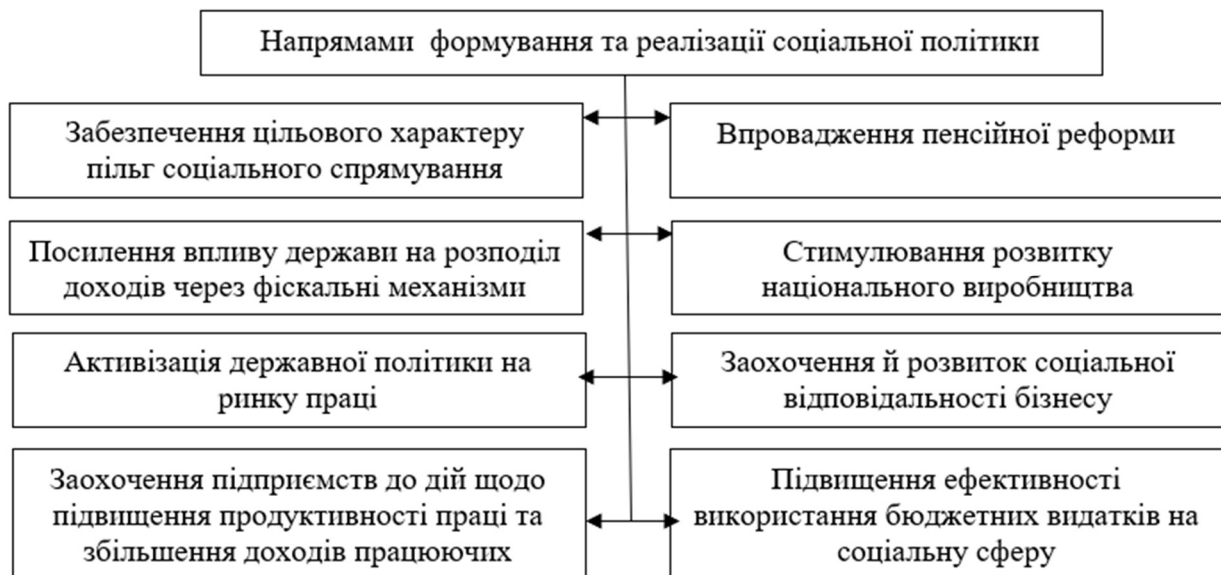 Напрямами формування та реалізації соціальної політики
Забезпечення цільового характеру
пільг соціального спрямування
Впровадження пенсійної реформи
Посилення впливу держави на розподіл
доходів через фіскальні механізми
Стимулювання розвитку
національного виробництва
Активізація державної політики на
ринку праці
Заохочення й розвиток соціальної
відповідальності бізнесу
Заохочення підприємств до дій щодо
підвищення продуктивності праці та
збільшення доходів працюючих
Підвищення ефективності
використання бюджетних видатків на
соціальну сферу